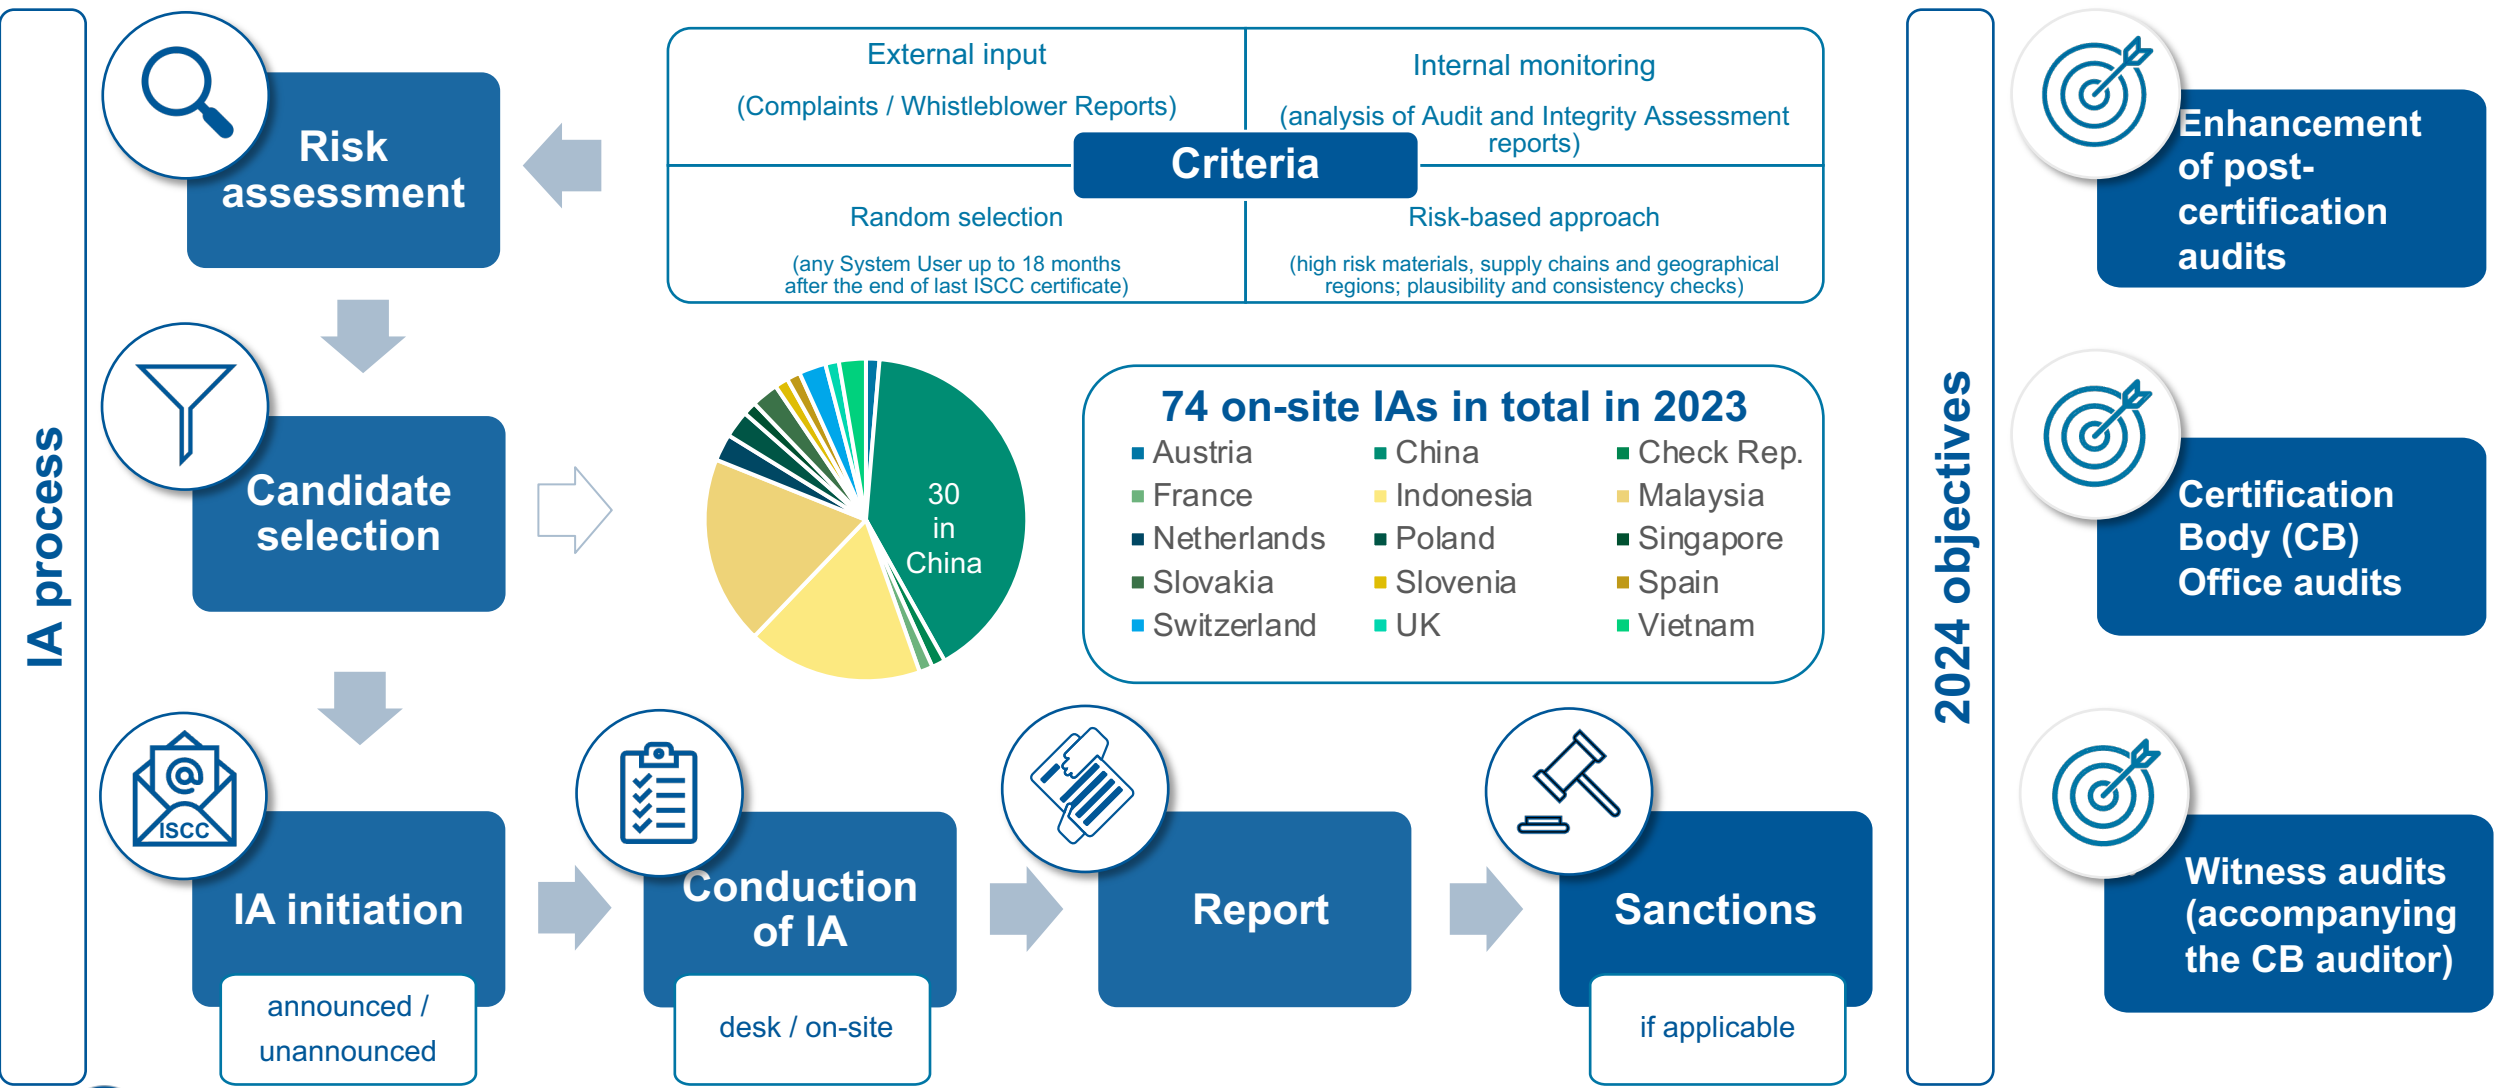 IA process
Risk
assessment
External input
(Complaints / Whistleblower Reports)
Internal monitoring
(analysis of Audit and Integrity Assessment
reports)
Criteria
Random selection
(any System User up to 18 months
after the end of last ISCC certificate)
Risk-based approach
(high risk materials, supply chains and geographical
regions; plausibility and consistency checks)
Candidate
selection
30
in
China
74 on-site IAs in total in 2023
Austria
China
Check Rep.
France
Indonesia
Malaysia
Netherlands
Poland
Singapore
Slovakia
Slovenia
Spain
Switzerland
UK
Vietnam
@
ISCC
IA initiation
announced /
unannounced
Conduction
of IA
desk / on-site
Report
Sanctions
if applicable
2024 objectives
Enhancement
of post-
certification
audits
Certification
Body (CB)
Office audits
Witness audits
(accompanying
the CB auditor)